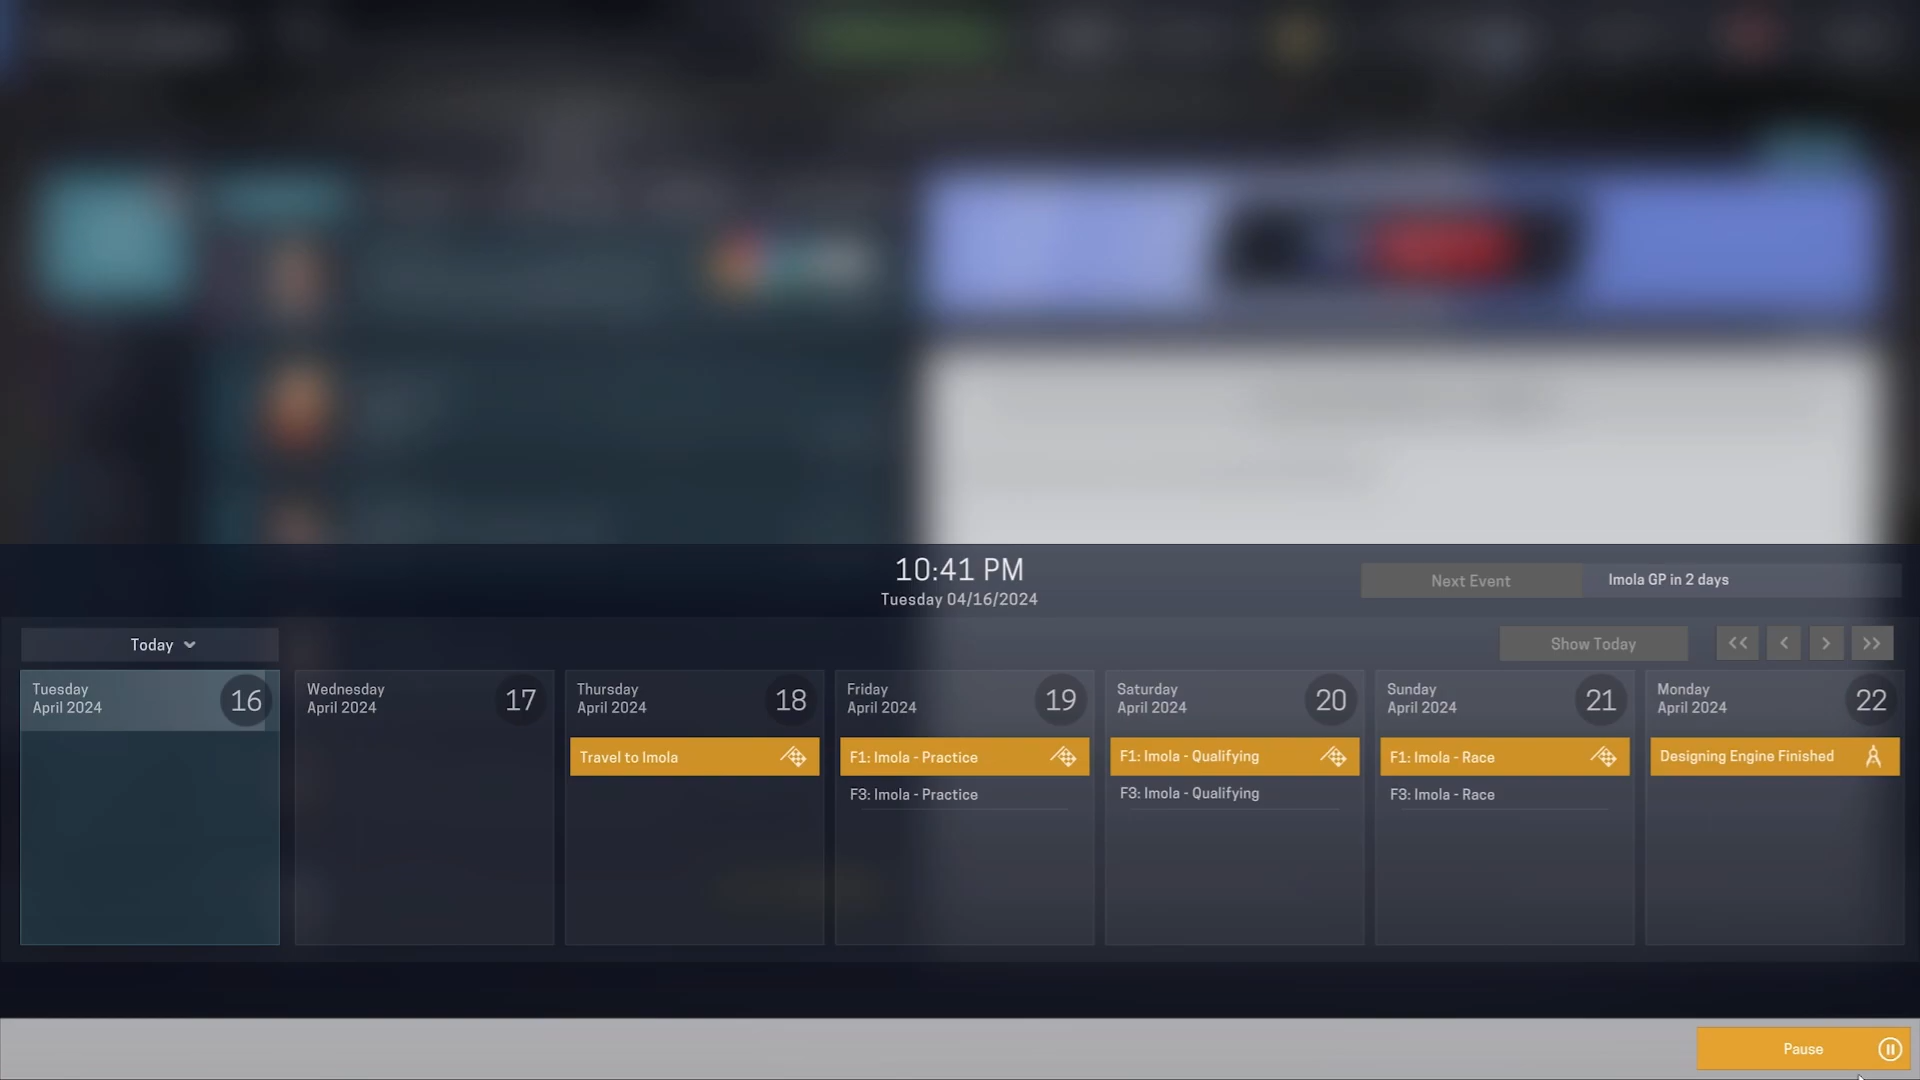 10:41 PM
Tuesday 04/16/2024
Next Event
Imola GP in 2 days
Today
Show Today
Tuesday
April 2024
16
Wednesday
April 2024
17
Thursday
April 2024
18
Travel to Imola
Friday
April 2024
19
F1: Imola - Practice
F3: Imola - Practice
Saturday
April 2024
20
F1: Imola - Qualifying
F3: Imola - Qualifying
Sunday
April 2024
21
F1: Imola - Race
F3: Imola - Race
Monday
April 2024
22
Designing Engine Finished
Pause